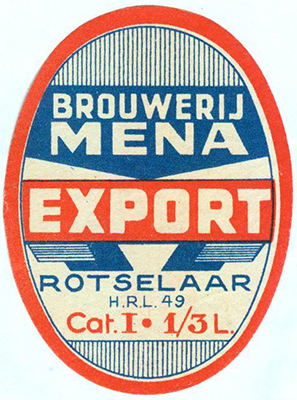 BROUWERIJ
MENA
EXPORT
ROTSELAAR
H.R.L. 49
Cat. I • 1/3 L.